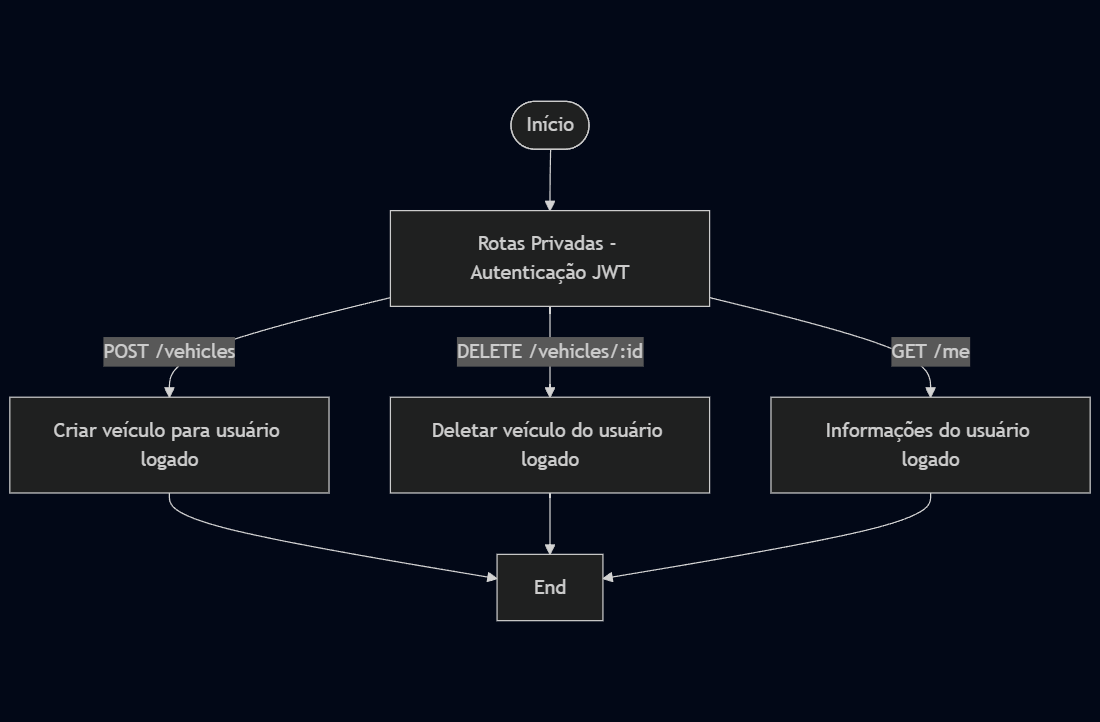 Início
Rotas Privadas -
Autenticação JWT
POST /vehicles
DELETE /vehicles/:id
GET /me
Criar veículo para usuário
logado
Deletar veículo do usuário
logado
Informações do usuário
logado
End